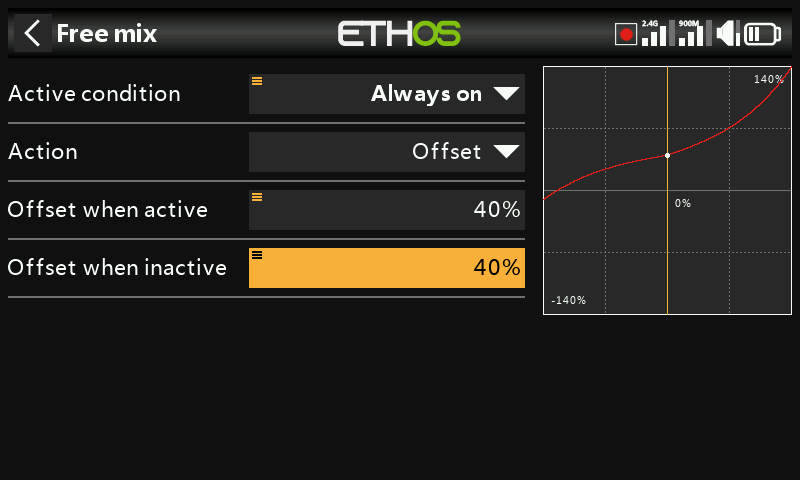 Free mix
ETHOS
2.4G
900M
Active condition
Always on
Action
Offset
Offset when active
40%
Offset when inactive
40%
140%
0%
-140%